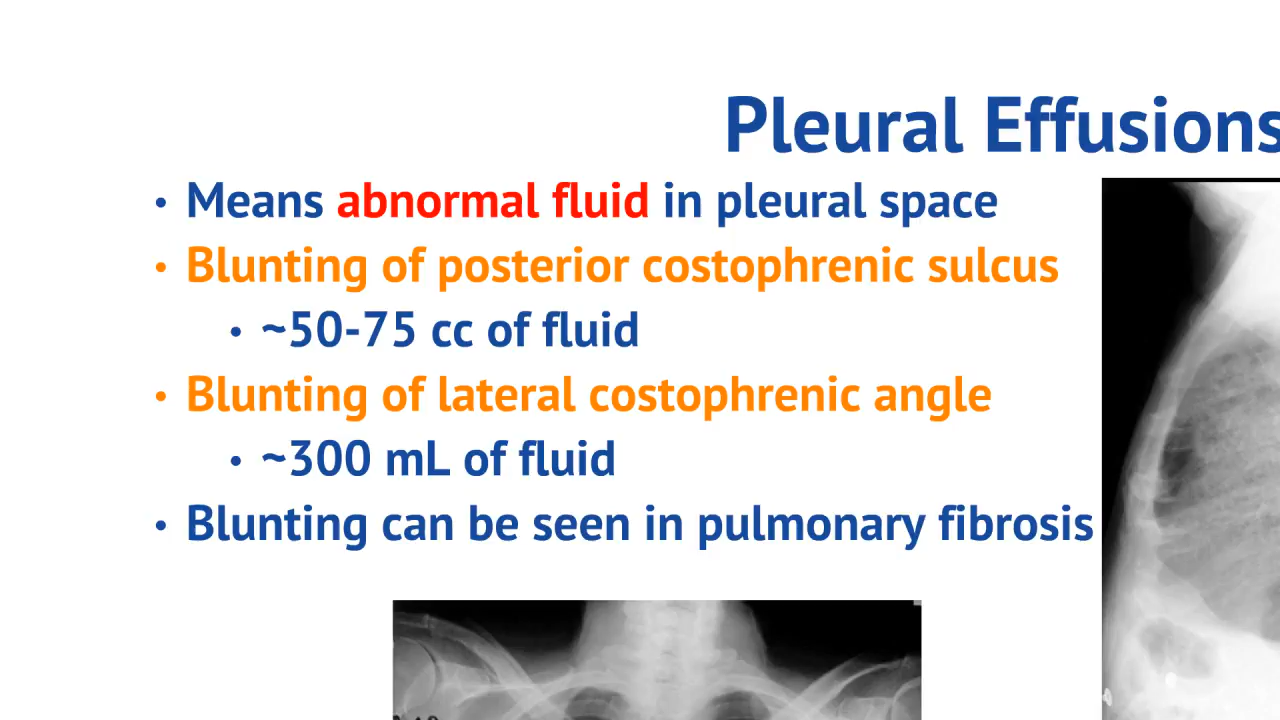 Pleural Effusions
• Means abnormal fluid in pleural space
• Blunting of posterior costophrenic sulcus
• ~50-75 cc of fluid
• Blunting of lateral costophrenic angle
• ~300 mL of fluid
• Blunting can be seen in pulmonary fibrosis